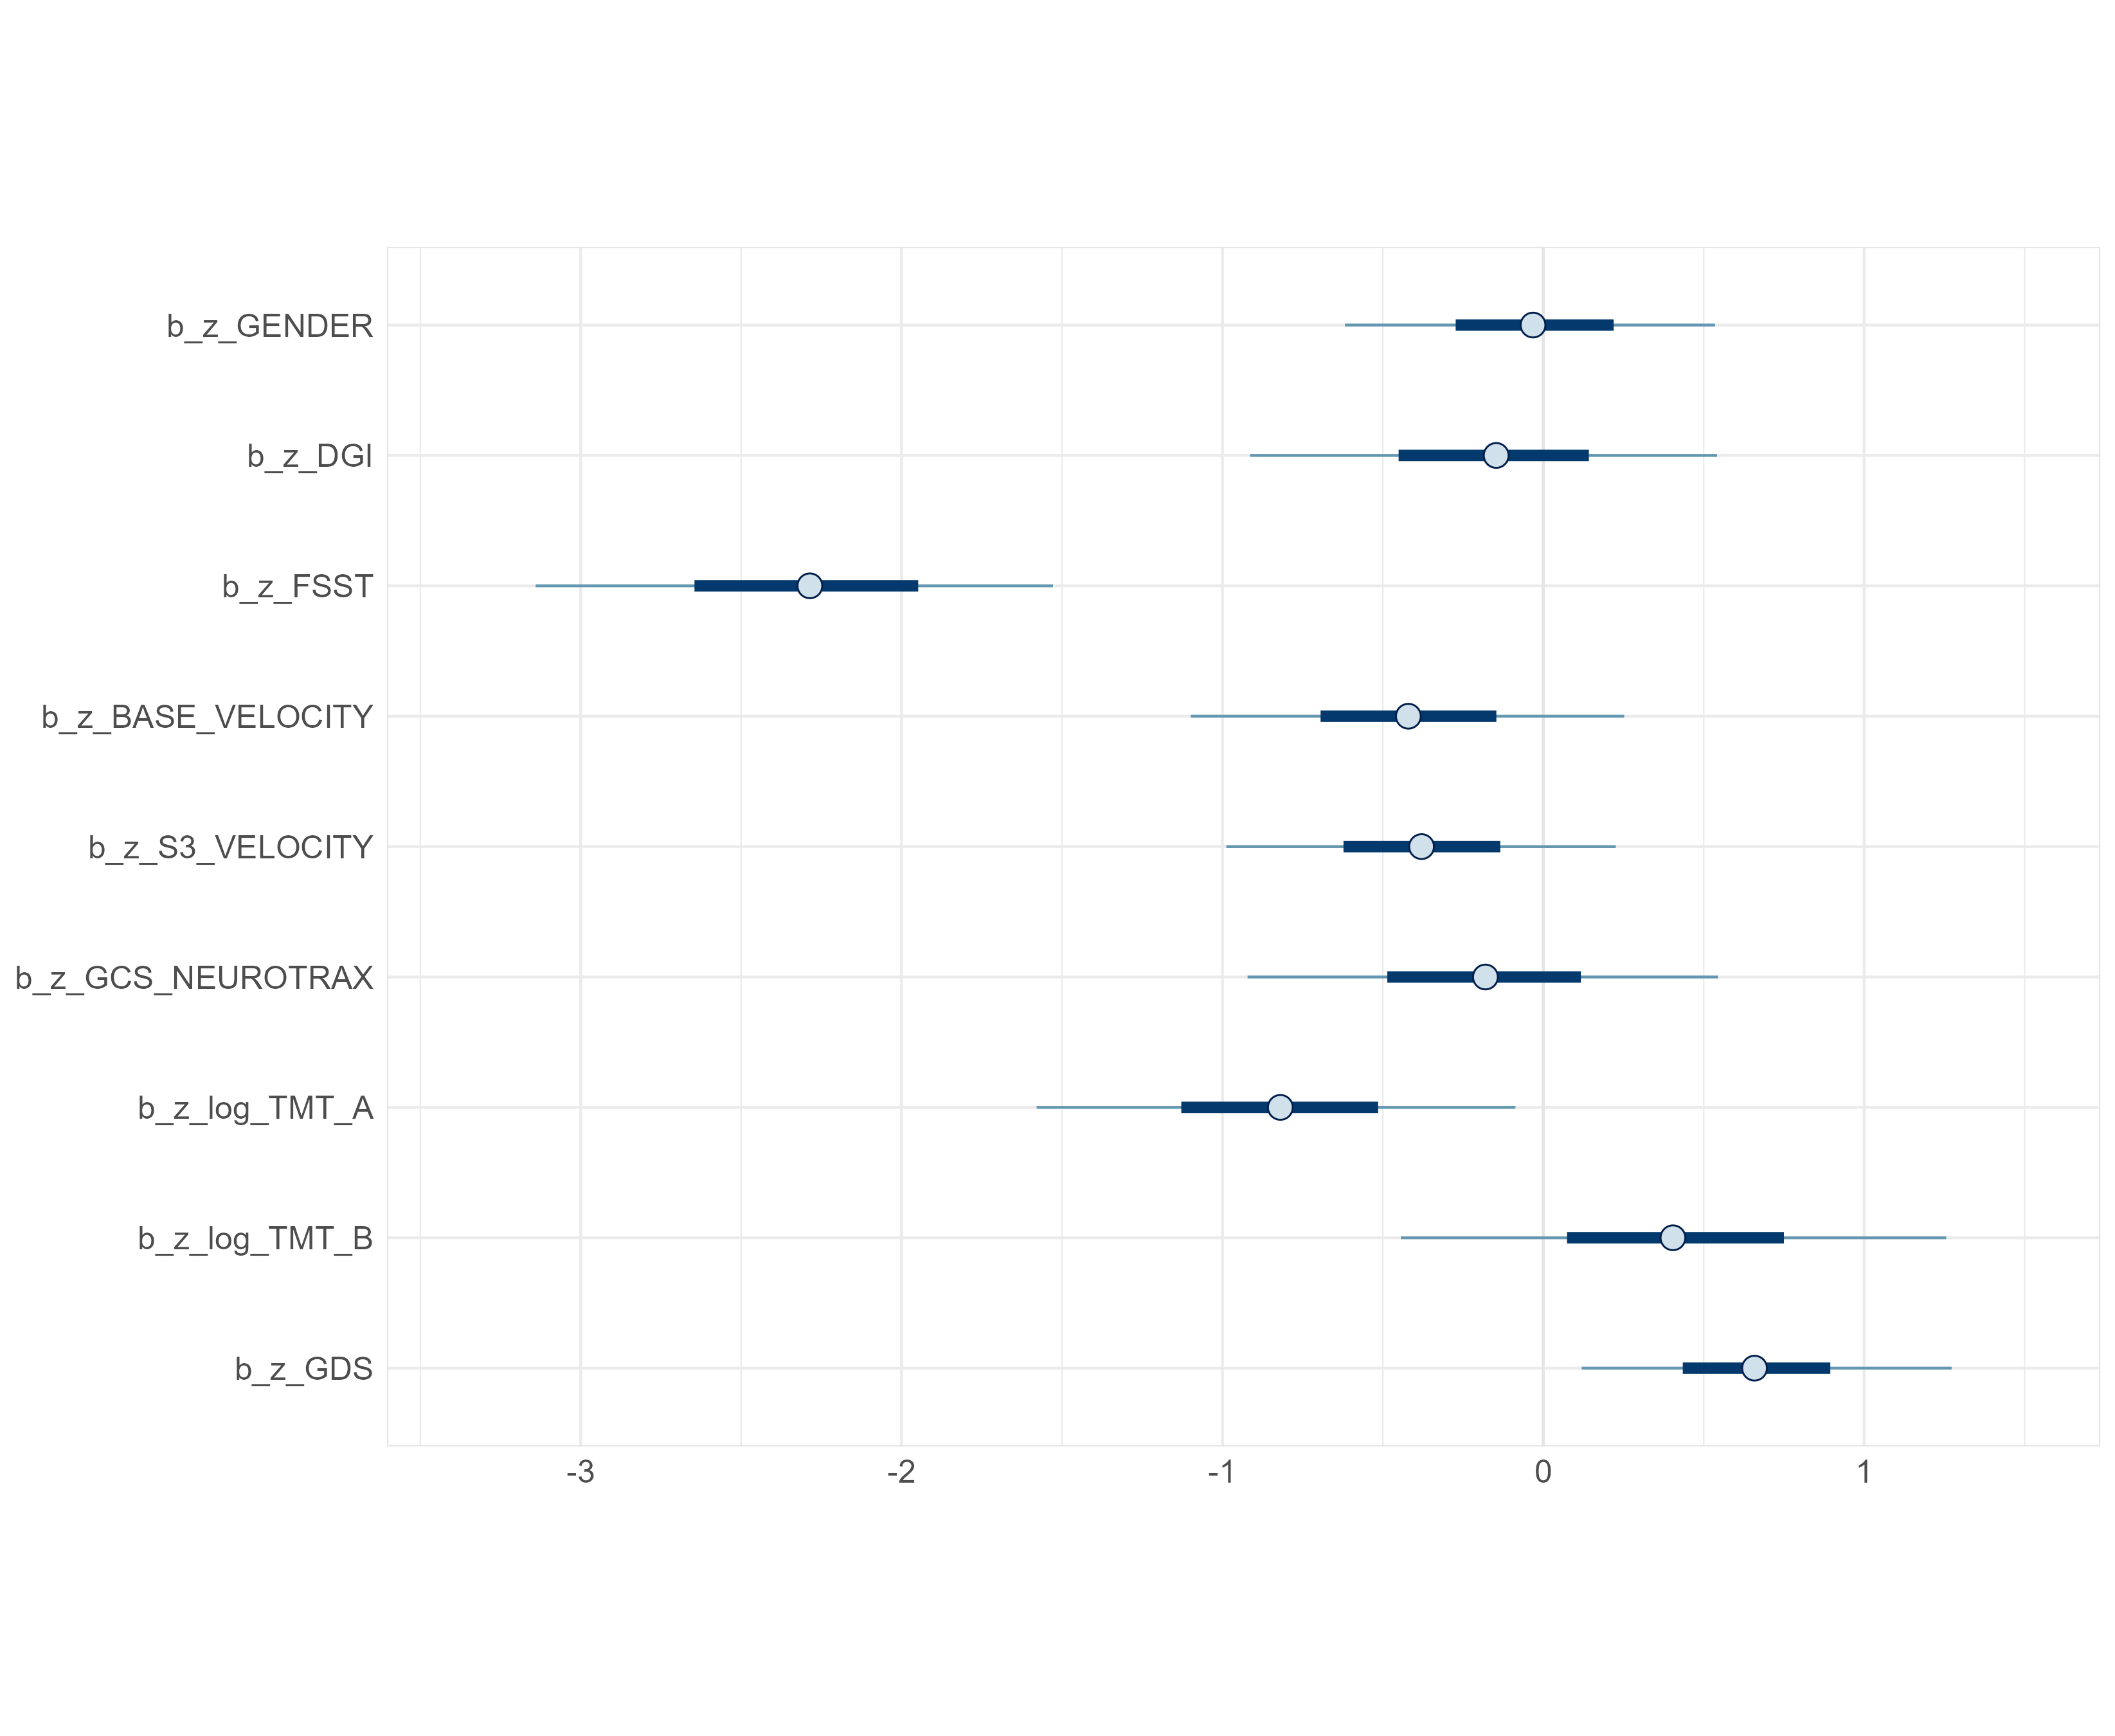 b_z_GENDER
b_z_DGI
b_z_FSST
b_z_BASE_VELOCITY
b_z_S3_VELOCITY
b_z_GCS_NEUROTRAX
b_z_log_TMT_A
b_z_log_TMT_B
b_z_GDS
-3 -2 -1 0 1